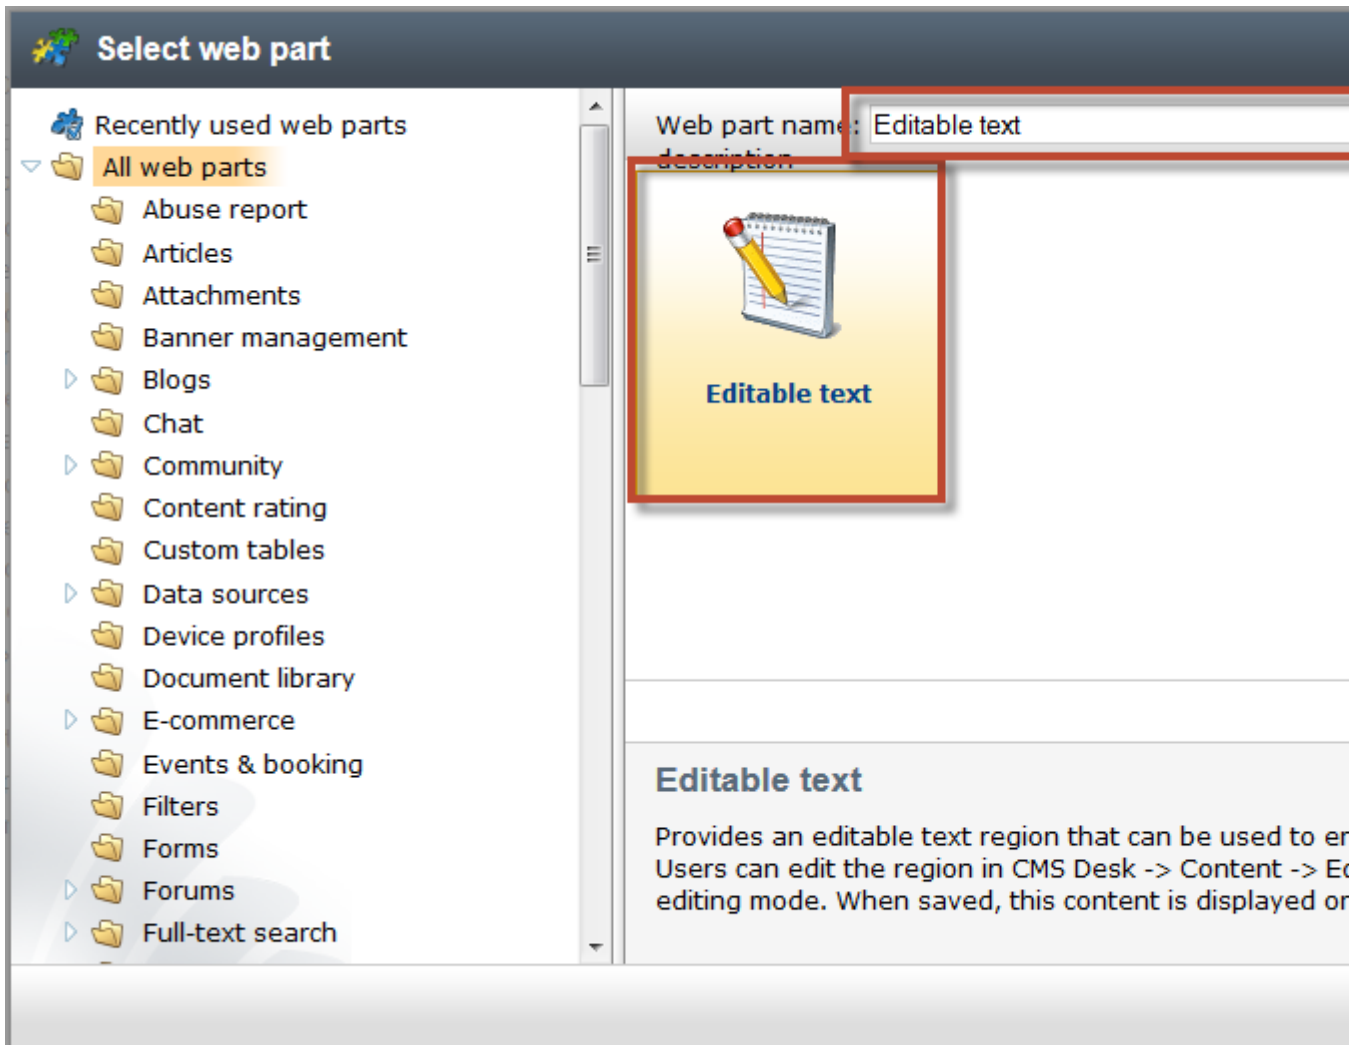 Select web part
Recently used web parts
All web parts
Abuse report
Articles
Attachments
Banner management
Blogs
Chat
Community
Content rating
Custom tables
Data sources
Device profiles
Document library
E-commerce
Events & booking
Filters
Forms
Forums
Full-text search
Web part name: Editable text
description
Editable text
Editable text
Provides an editable text region that can be used to
Users can edit the region in CMS Desk -> Content ->
editing mode. When saved, this content is displayed